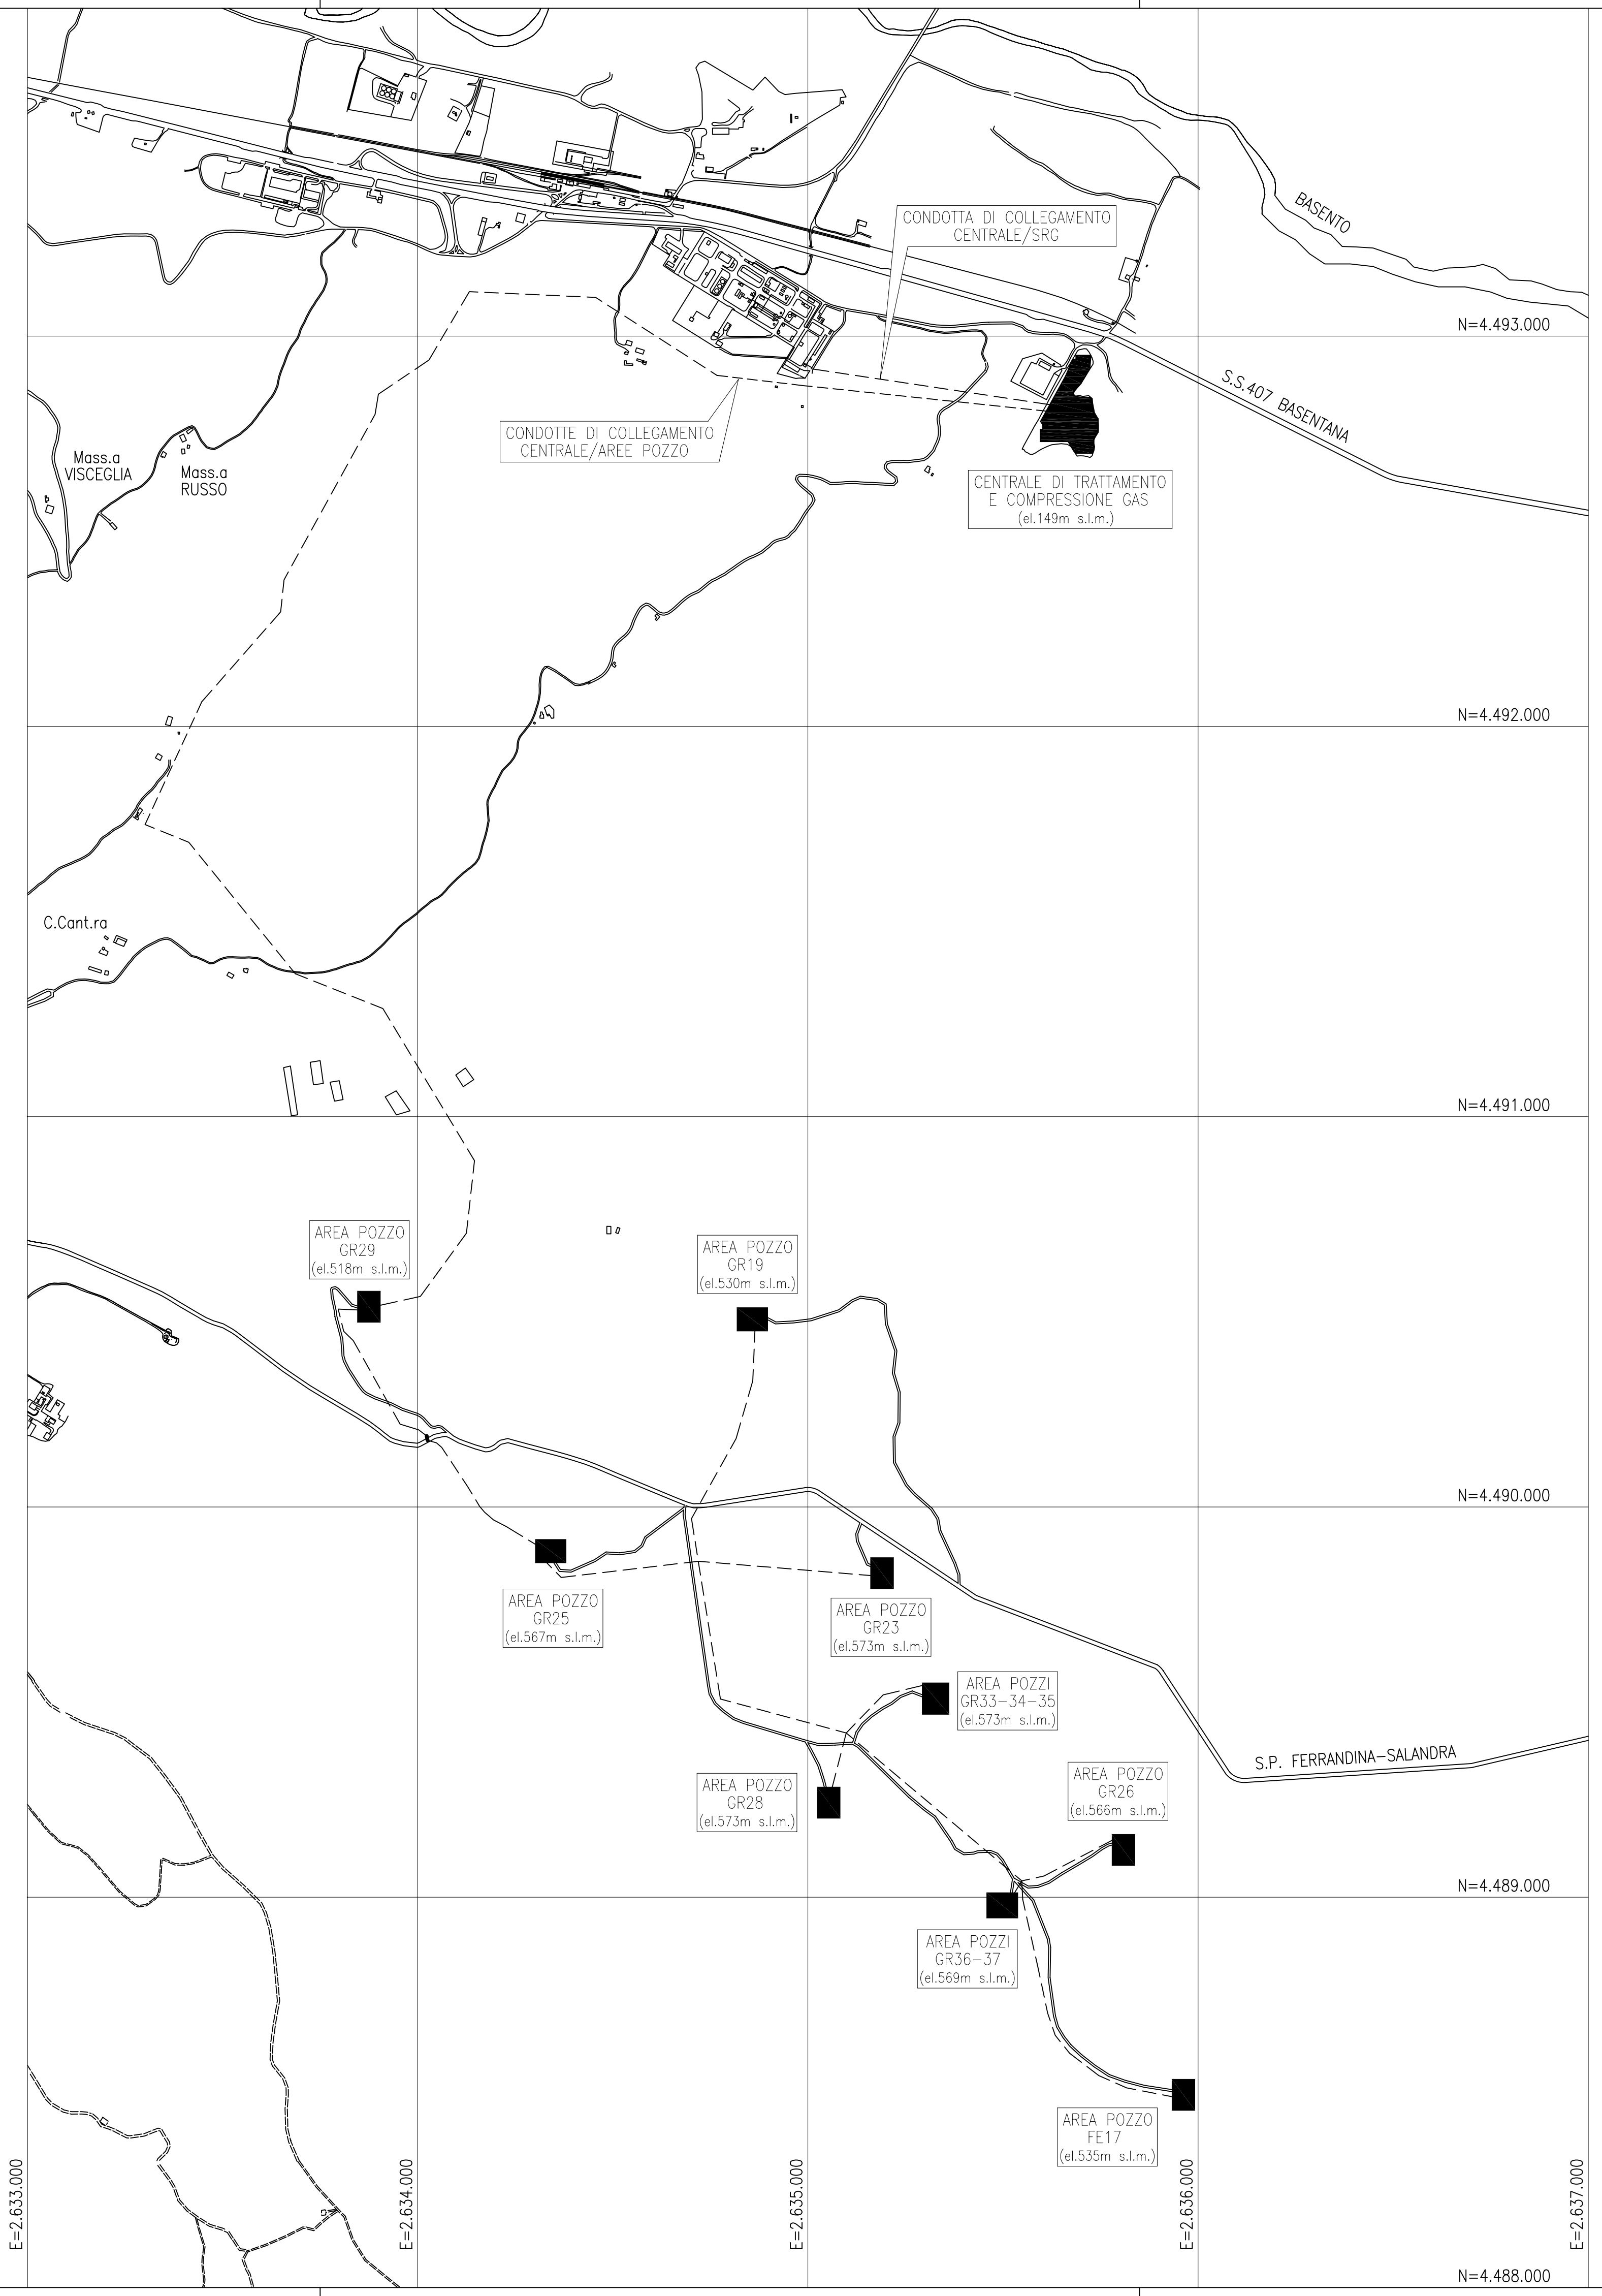 BASENTO
CONDOTTA DI COLLEGAMENTO
CENTRALE/SRG
N=4.493.000
S.S.407 BASENTANA
CONDOTTE DI COLLEGAMENTO
CENTRALE/AREE POZZO
Mass.a
VISCEGLIA
Mass.a
RUSSO
CENTRALE DI TRATTAMENTO
E COMPRESSIONE GAS
(el.149m s.l.m.)
N=4.492.000
C.Cant.ra
N=4.491.000
AREA POZZO
GR29
(el.518m s.l.m.)
AREA POZZO
GR19
(el.530m s.l.m.)
N=4.490.000
AREA POZZO
GR25
(el.567m s.l.m.)
AREA POZZO
GR23
(el.573m s.l.m.)
AREA POZZI
GR33-34-35
(el.573m s.l.m.)
S.P. FERRANDINA-SALANDRA
AREA POZZO
GR28
(el.573m s.l.m.)
AREA POZZO
GR26
(el.566m s.l.m.)
N=4.489.000
AREA POZZI
GR36-37
(el.569m s.l.m.)
AREA POZZO
FE17
(el.535m s.l.m.)
E=2.633.000
E=2.634.000
E=2.635.000
E=2.636.000
E=2.637.000
N=4.488.000